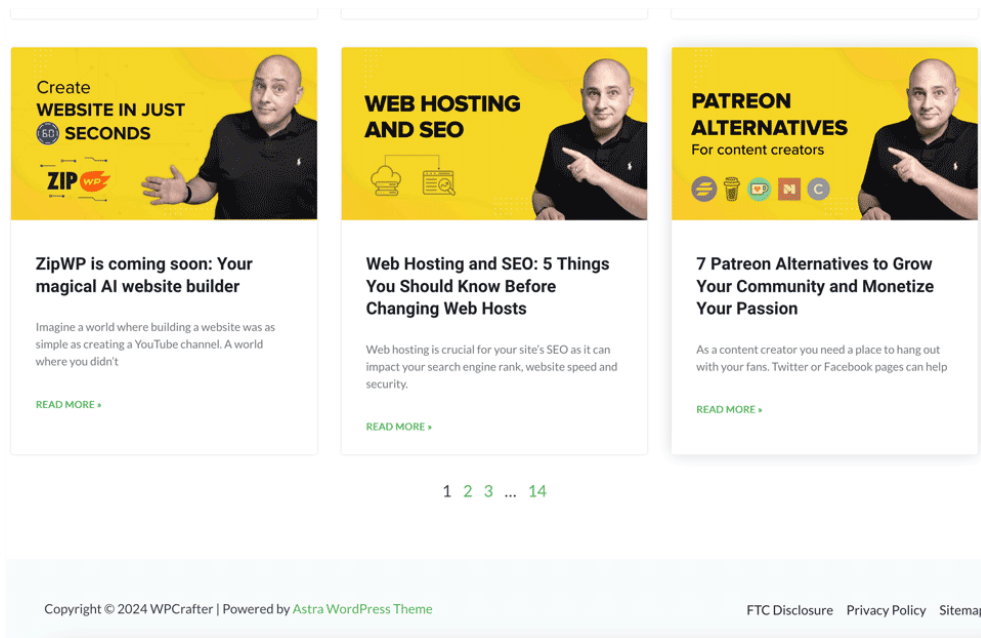 Create
WEBSITE IN JUST
60 SECONDS
ZIP WP
WEB HOSTING
AND SEO
PATREON
ALTERNATIVES
For content creators
C
ZipWP is coming soon: Your
magical AI website builder
Imagine a world where building a website was as
simple as creating a YouTube channel. A world
where you didn't
READ MORE »
Web Hosting and SEO: 5 Things
You Should Know Before
Changing Web Hosts
Web hosting is crucial for your site's SEO as it can
impact your search engine rank, website speed and
security.
READ MORE »
7 Patreon Alternatives to Grow
Your Community and Monetize
Your Passion
As a content creator you need a place to hang out
with your fans. Twitter or Facebook pages can help
READ MORE »
1 2 3 … 14
Copyright © 2024 WPCrafter | Powered by Astra WordPress Theme
FTC Disclosure Privacy Policy Sitemap